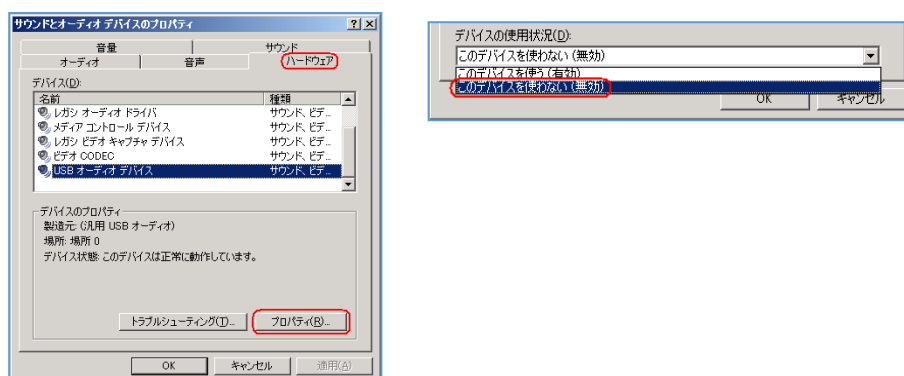 サウンドとオーディオ デバイスのプロパティ
音量 サウンド
オーディオ 音声 ハードウェア
デバイス(D):
名前 種類
レガシ オーディオ ドライバ サウンド、ビデ...
メディア コントロール デバイス サウンド、ビデ...
レガシ ビデオ キャプチャ デバイス サウンド、ビデ...
ビデオ CODEC サウンド、ビデ...
USB オーディオ デバイス サウンド、ビデ...
デバイスのプロパティ
製造元: (汎用 USB オーディオ)
場所: 場所 0
デバイス状態: このデバイスは正常に動作しています。
トラブルシューティング(T)... プロパティ(R)...
OK キャンセル 適用(A)
デバイスの使用状況(D):
このデバイスを使わない (無効)
このデバイスを使う (有効)
このデバイスを使わない (無効)
OK キャンセル